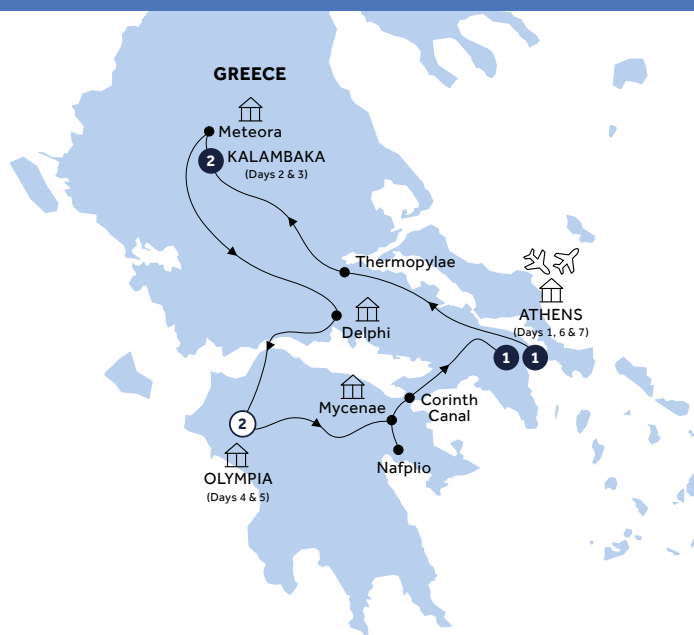 GREECE
Meteora
2
KALAMBAKA
(Days 2 & 3)
Thermopylae
ATHENS
(Days 1, 6 & 7)
1
1
Delphi
Mycenae
Corinth
Canal
2
Nafplio
OLYMPIA
(Days 4 & 5)